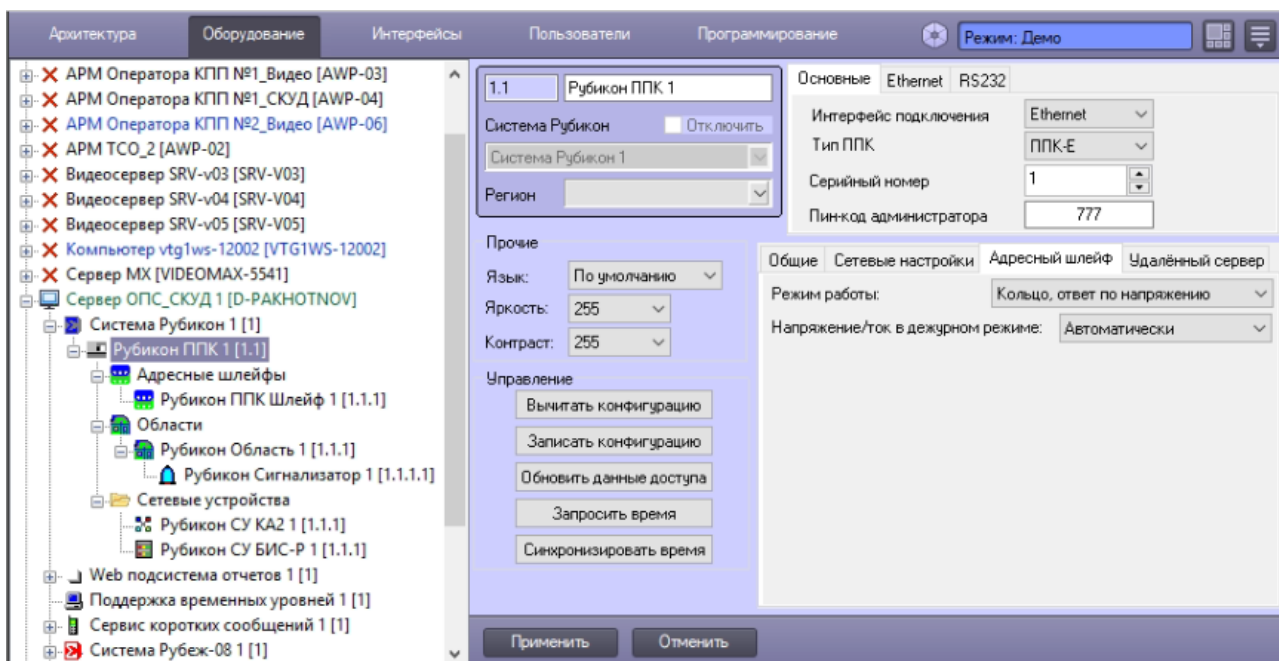 Архитектура Оборудование Интерфейсы Пользователи Программирование Режим: Демо
АРМ Оператора КПП №1_Видео [AWP-03]
АРМ Оператора КПП №1_СКУД [AWP-04]
АРМ Оператора КПП №2_Видео [AWP-06]
АРМ ТСО_2 [AWP-02]
Видеосервер SRV-v03 [SRV-V03]
Видеосервер SRV-v04 [SRV-V04]
Видеосервер SRV-v05 [SRV-V05]
Компьютер vtg1ws-12002 [VTG1WS-12002]
Сервер MX [VIDEOMAX-5541]
Сервер ОПС_СКУД 1 [D-PAKHOTNOV]
Система Рубикон 1 [1]
Рубикон ППК 1 [1.1]
Адресные шлейфы
Рубикон ППК Шлейф 1 [1.1.1]
Области
Рубикон Область 1 [1.1.1]
Рубикон Сигнализатор 1 [1.1.1.1]
Сетевые устройства
Рубикон СУ КА2 1 [1.1.1]
Рубикон СУ БИС-Р 1 [1.1.1]
Web подсистема отчетов 1 [1]
Поддержка временных уровней 1 [1]
Сервис коротких сообщений 1 [1]
Система Рубеж-08 1 [1]
1.1 Рубикон ППК 1
Система Рубикон Отключить
Система Рубикон 1
Регион
Основные Ethernet RS232
Интерфейс подключения Ethernet
Тип ППК ППК-Е
Серийный номер 1
Пин-код администратора 777
Прочие
Язык: По умолчанию
Яркость: 255
Контраст: 255
Управление
Вычитать конфигурацию
Записать конфигурацию
Обновить данные доступа
Запросить время
Синхронизировать время
Общие Сетевые настройки Адресный шлейф Удалённый сервер
Режим работы: Кольцо, ответ по напряжению
Напряжение/ток в дежурном режиме: Автоматически
Применить Отменить